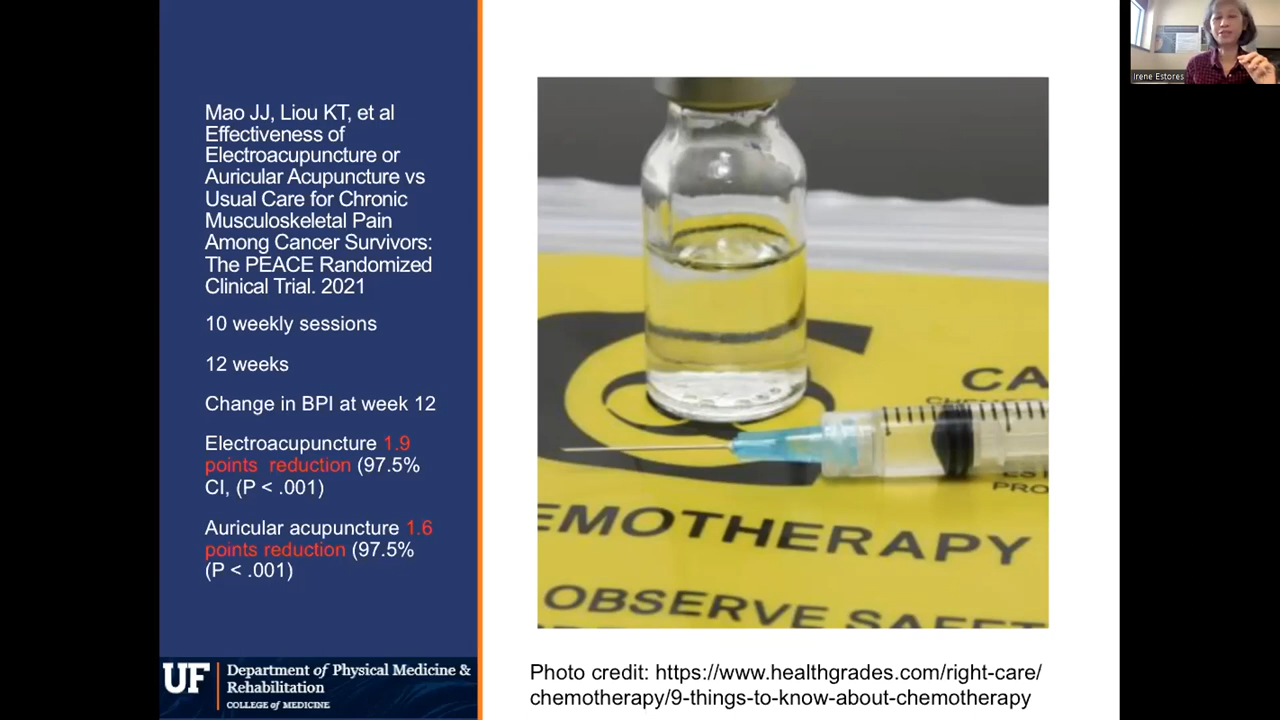 Mao JJ, Liou KT, et al
Effectiveness of
Electroacupuncture or
Auricular Acupuncture vs
Usual Care for Chronic
Musculoskeletal Pain
Among Cancer Survivors:
The PEACE Randomized
Clinical Trial. 2021
10 weekly sessions
12 weeks
Change in BPI at week 12
Electroacupuncture 1.9
points reduction (97.5%
CI, (P < .001)
Auricular acupuncture 1.6
points reduction (97.5%
(P < .001)
UF
Department of Physical Medicine &
Rehabilitation
COLLEGE of MEDICINE
CA
EMOTHERAPY
OBSERVE SAFET
PRO
Photo credit: https://www.healthgrades.com/right-care/
chemotherapy/9-things-to-know-about-chemotherapy
Irene Estores